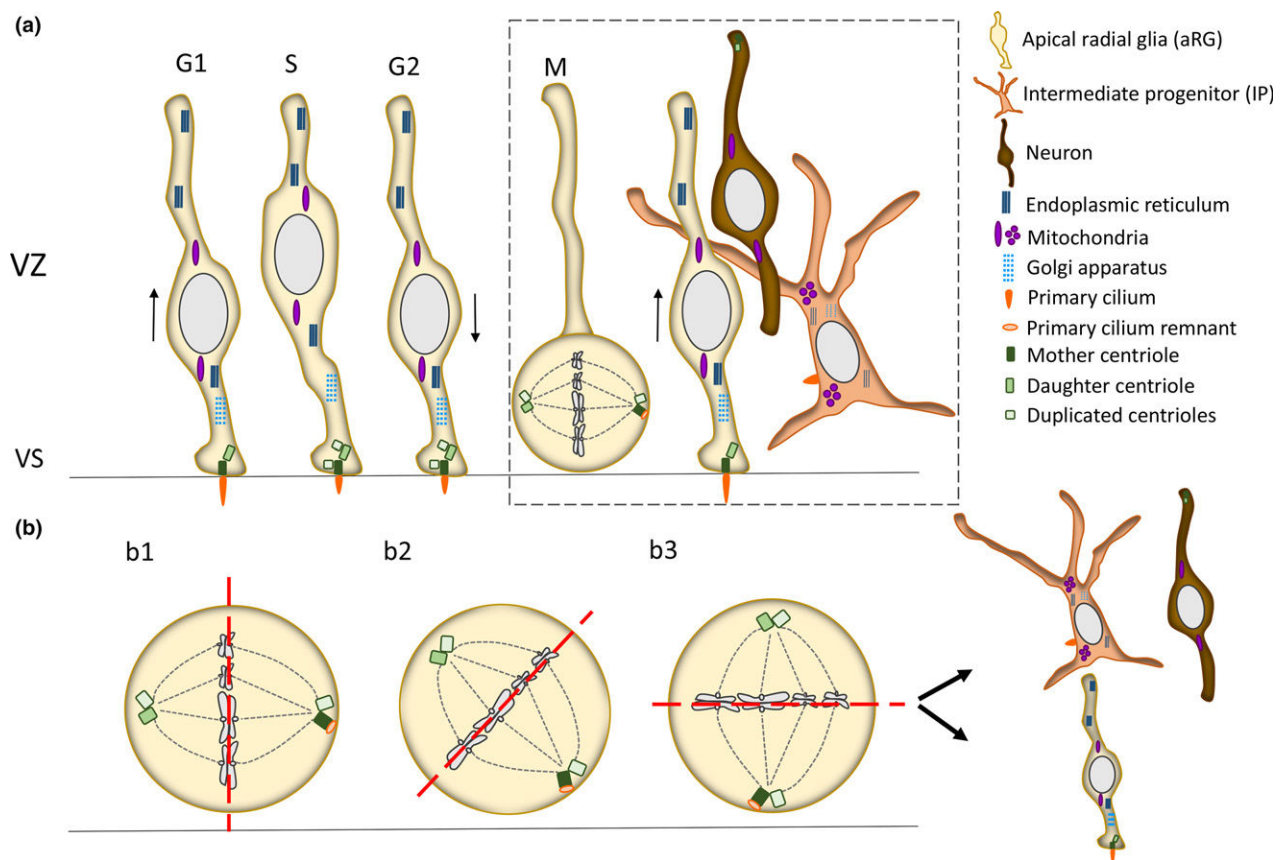 (a)
G1
S
G2
M
VZ
VS
Apical radial glia (aRG)
Intermediate progenitor (IP)
Neuron
Endoplasmic reticulum
Mitochondria
Golgi apparatus
Primary cilium
Primary cilium remnant
Mother centriole
Daughter centriole
Duplicated centrioles
(b)
b1
b2
b3